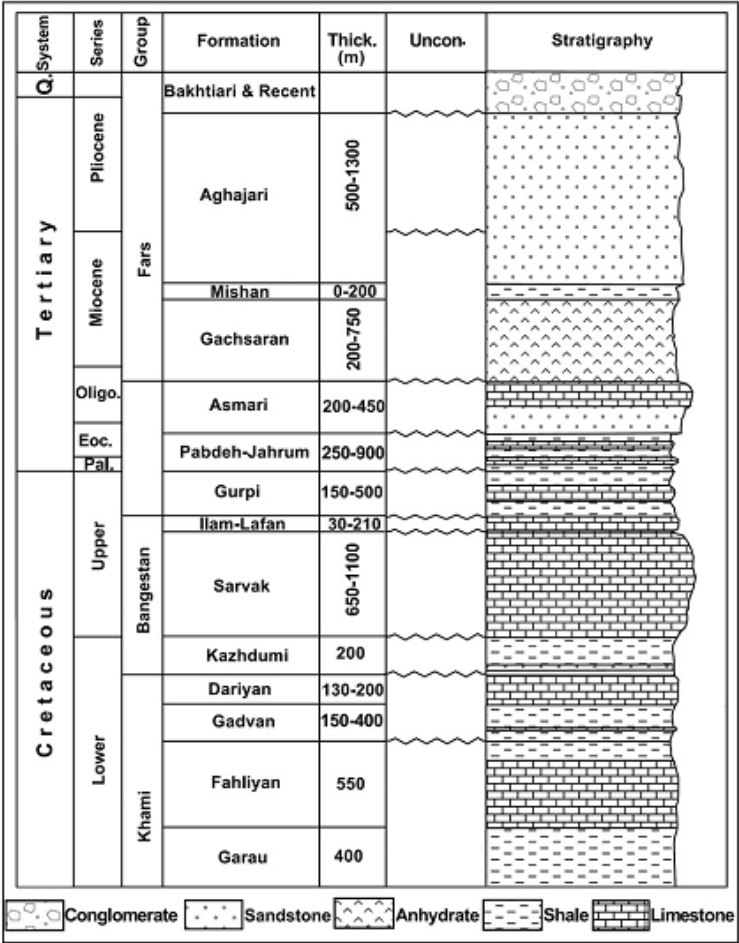 System
Series
Group
Formation
Thick.
(m)
Uncon.
Stratigraphy
Q.
Tertiary
Cretaceous
Pliocene
Miocene
Oligo.
Eoc.
Pal.
Upper
Lower
Fars
Bangestan
Khami
Bakhtiari & Recent
Aghajari
500-1300
Mishan
0-200
Gachsaran
200-750
Asmari
200-450
Pabdeh-Jahrum
250-900
Gurpi
150-500
Ilam-Lafan
30-210
Sarvak
650-1100
Kazhdumi
200
Dariyan
130-200
Gadvan
150-400
Fahliyan
550
Garau
400
Conglomerate
Sandstone
Anhydrate
Shale
Limestone